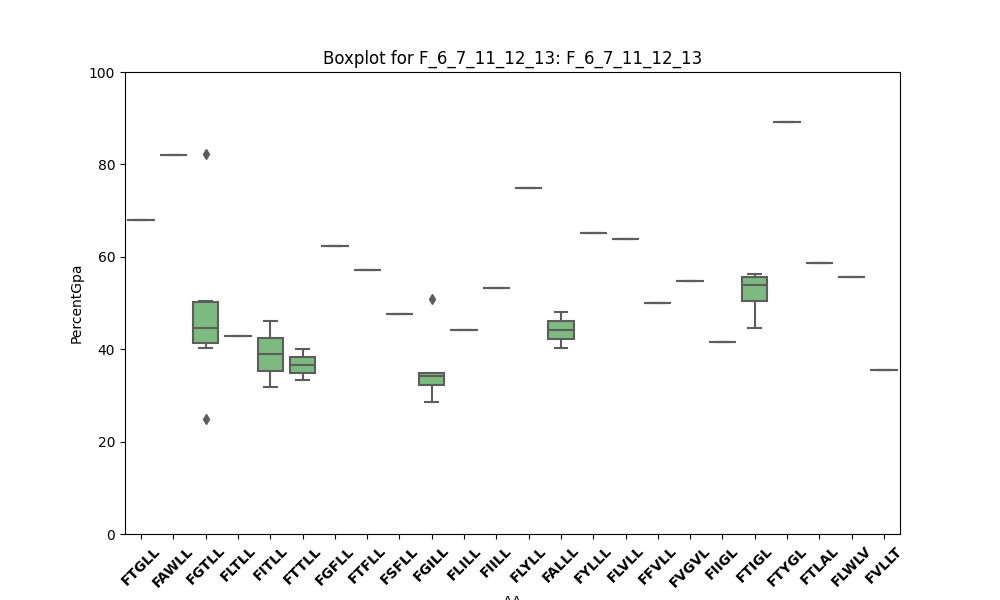 Boxplot for F_6_7_11_12_13: F_6_7_11_12_13
100
80
60
40
20
0
PercentGpa
FTGLL
FAWLL
FGTLL
FLTLL
FITLL
FTTLL
FGFLL
FTFLL
FSFLL
FGILL
FLILL
FIILL
FLYLL
FALLL
FYLLL
FLVLL
FFVLL
FVGVL
FIIGL
FTIGL
FTYGL
FTLAL
FLWLV
FVLLT
AA